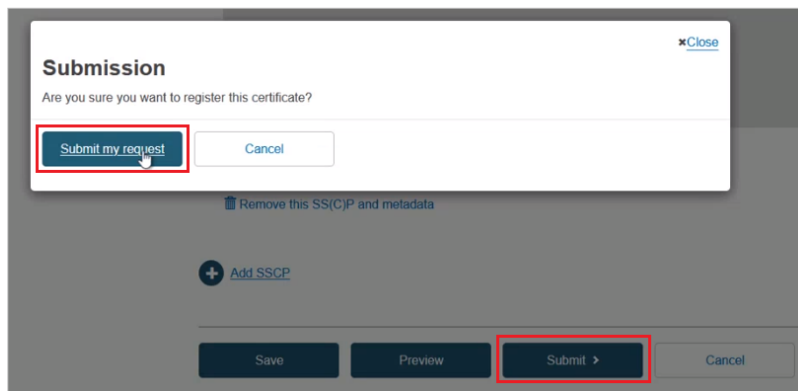 ×Close
Submission
Are you sure you want to register this certificate?
Submit my request
Cancel
Remove this SS(C)P and metadata
Add SSCP
Save
Preview
Submit >
Cancel